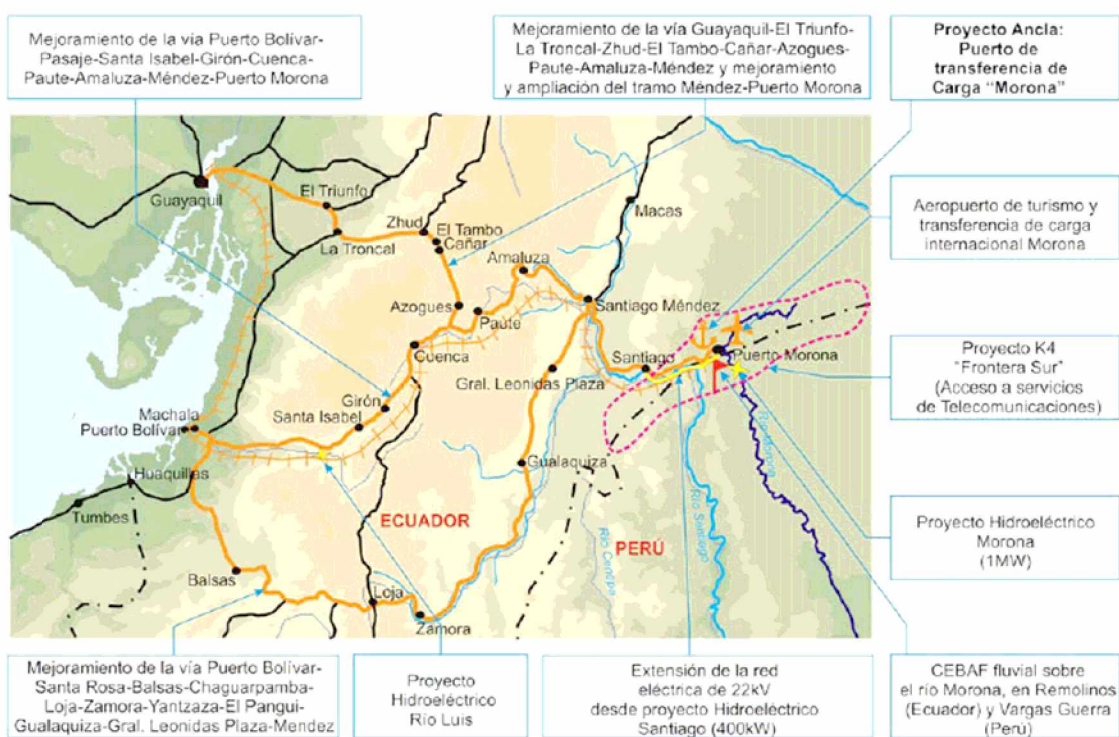 Mejoramiento de la vía Puerto Bolívar-
Pasaje-Santa Isabel-Girón-Cuenca-
Paute-Amaluza-Méndez-Puerto Morona
Mejoramiento de la vía Guayaquil-El Triunfo-
La Troncal-Zhud-El Tambo-Cañar-Azogues-
Paute-Amaluza-Méndez y mejoramiento
y ampliación del tramo Méndez-Puerto Morona
Proyecto Ancla:
Puerto de
transferencia de
Carga "Morona"
Aeropuerto de turismo y
transferencia de carga
internacional Morona
Proyecto K4
"Frontera Sur"
(Acceso a servicios
de Telecomunicaciones)
Proyecto Hidroeléctrico
Morona
(1MW)
Guayaquil
El Triunfo
La Troncal
Zhud
El Tambo
Cañar
Macas
Amaluza
Azogues
Paute
Santiago Méndez
Cuenca
Santiago
Puerto Morona
Gral. Leonidas Plaza
Girón
Santa Isabel
Machala
Puerto Bolívar
Huaquillas
Gualaquiza
Tumbes
ECUADOR
PERÚ
Río Cenepa
Río Santiago
Río Morona
Balsas
Loja
Zamora
Mejoramiento de la vía Puerto Bolívar-
Santa Rosa-Balsas-Chaguarpamba-
Loja-Zamora-Yantzaza-El Pangui-
Gualaquiza-Gral. Leonidas Plaza-Mendez
Proyecto
Hidroeléctrico
Río Luis
Extensión de la red
eléctrica de 22kV
desde proyecto Hidroeléctrico
Santiago (400kW)
CEBAF fluvial sobre
el río Morona, en Remolinos
(Ecuador) y Vargas Guerra
(Perú)